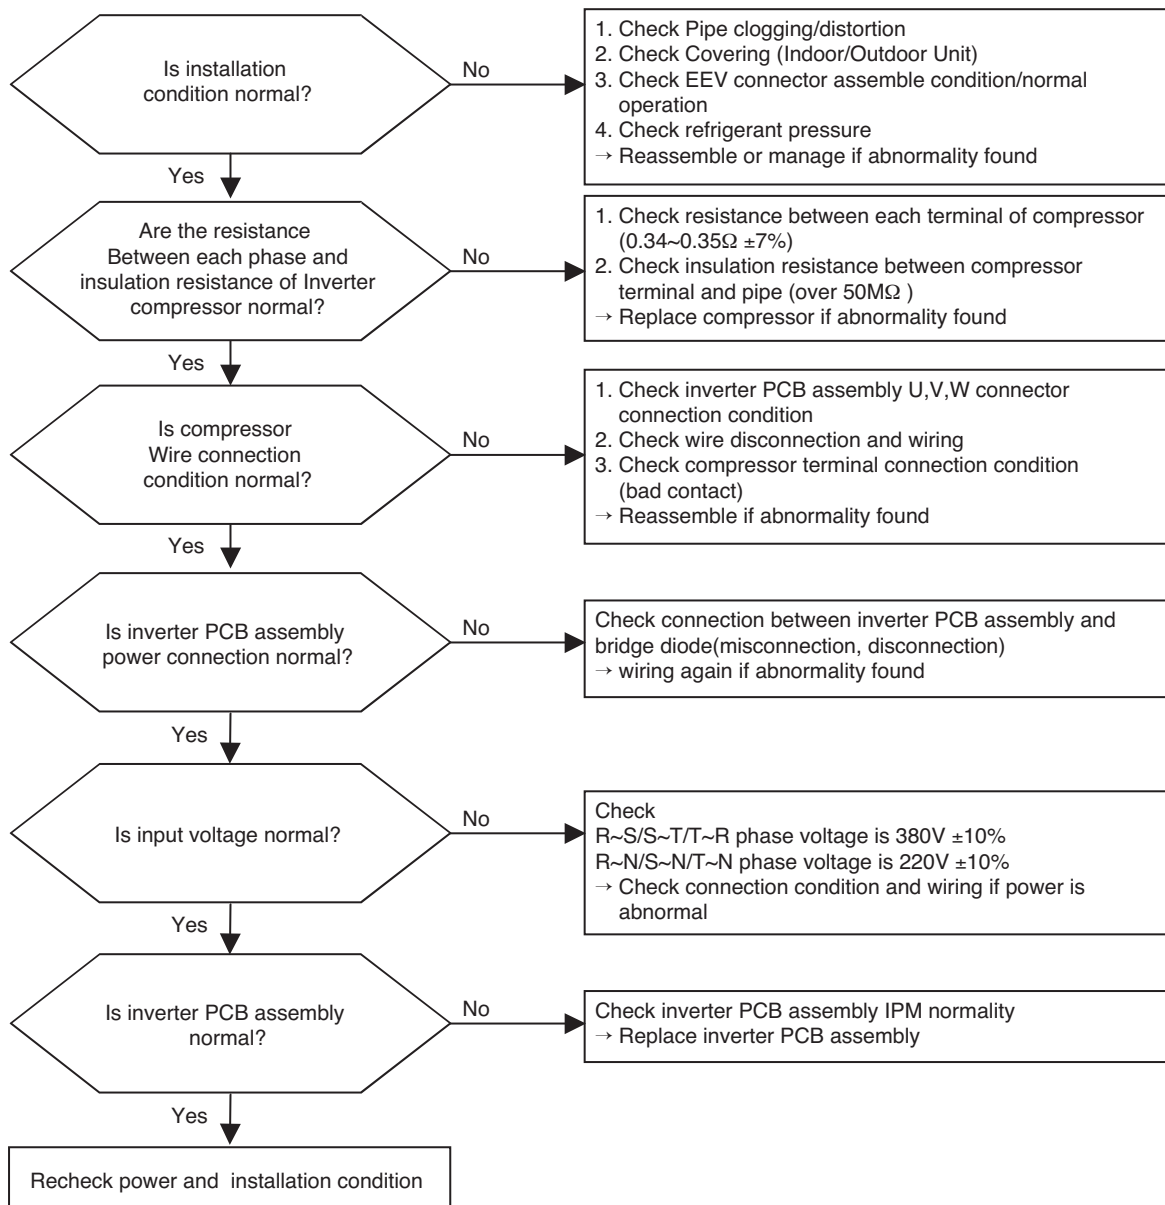 Is installation
condition normal?
No
1. Check Pipe clogging/distortion
2. Check Covering (Indoor/Outdoor Unit)
3. Check EEV connector assemble condition/normal
operation
4. Check refrigerant pressure
→ Reassemble or manage if abnormality found
Yes
Are the resistance
Between each phase and
insulation resistance of Inverter
compressor normal?
No
1. Check resistance between each terminal of compressor
(0.34~0.35Ω ±7%)
2. Check insulation resistance between compressor
terminal and pipe (over 50MΩ )
→ Replace compressor if abnormality found
Yes
Is compressor
Wire connection
condition normal?
No
1. Check inverter PCB assembly U,V,W connector
connection condition
2. Check wire disconnection and wiring
3. Check compressor terminal connection condition
(bad contact)
→ Reassemble if abnormality found
Yes
Is inverter PCB assembly
power connection normal?
No
Check connection between inverter PCB assembly and
bridge diode(misconnection, disconnection)
→ wiring again if abnormality found
Yes
Is input voltage normal?
No
Check
R~S/S~T/T~R phase voltage is 380V ±10%
R~N/S~N/T~N phase voltage is 220V ±10%
→ Check connection condition and wiring if power is
abnormal
Yes
Is inverter PCB assembly
normal?
No
Check inverter PCB assembly IPM normality
→ Replace inverter PCB assembly
Yes
Recheck power and  installation condition